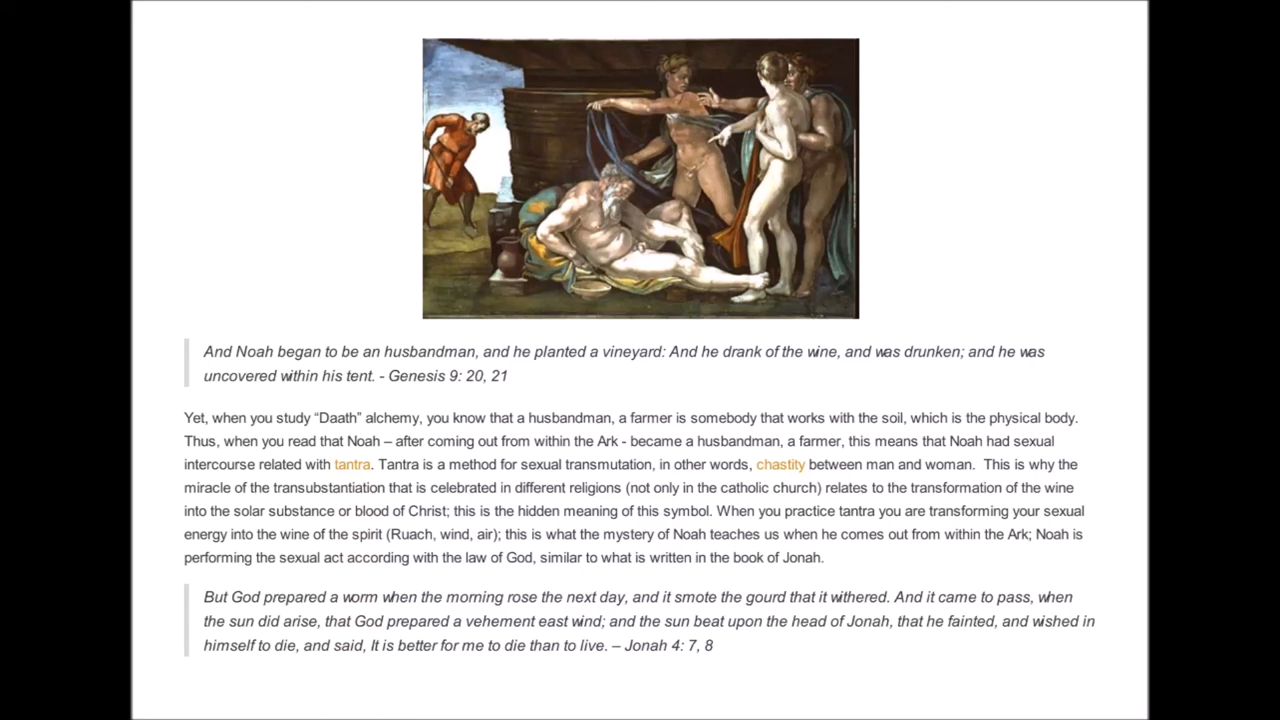 And Noah began to be an husbandman, and he planted a vineyard: And he drank of the wine, and was drunken; and he was
uncovered within his tent. - Genesis 9: 20, 21
Yet, when you study “Daath” alchemy, you know that a husbandman, a farmer is somebody that works with the soil, which is the physical body.
Thus, when you read that Noah – after coming out from within the Ark - became a husbandman, a farmer, this means that Noah had sexual
intercourse related with tantra. Tantra is a method for sexual transmutation, in other words, chastity between man and woman.  This is why the
miracle of the transubstantiation that is celebrated in different religions (not only in the catholic church) relates to the transformation of the wine
into the solar substance or blood of Christ; this is the hidden meaning of this symbol. When you practice tantra you are transforming your sexual
energy into the wine of the spirit (Ruach, wind, air); this is what the mystery of Noah teaches us when he comes out from within the Ark; Noah is
performing the sexual act according with the law of God, similar to what is written in the book of Jonah.
But God prepared a worm when the morning rose the next day, and it smote the gourd that it withered. And it came to pass, when
the sun did arise, that God prepared a vehement east wind; and the sun beat upon the head of Jonah, that he fainted, and wished in
himself to die, and said, It is better for me to die than to live. – Jonah 4: 7, 8